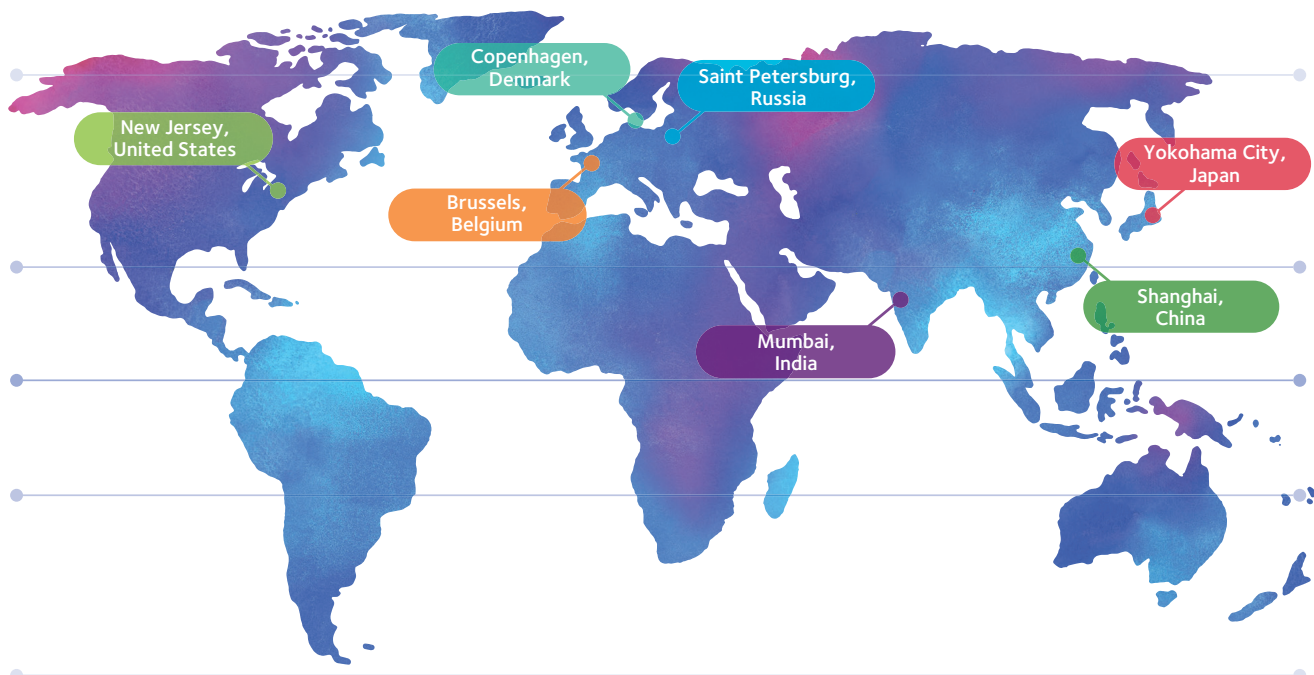 Copenhagen,
Denmark
Saint Petersburg,
Russia
New Jersey,
United States
Yokohama City,
Japan
Brussels,
Belgium
Shanghai,
China
Mumbai,
India